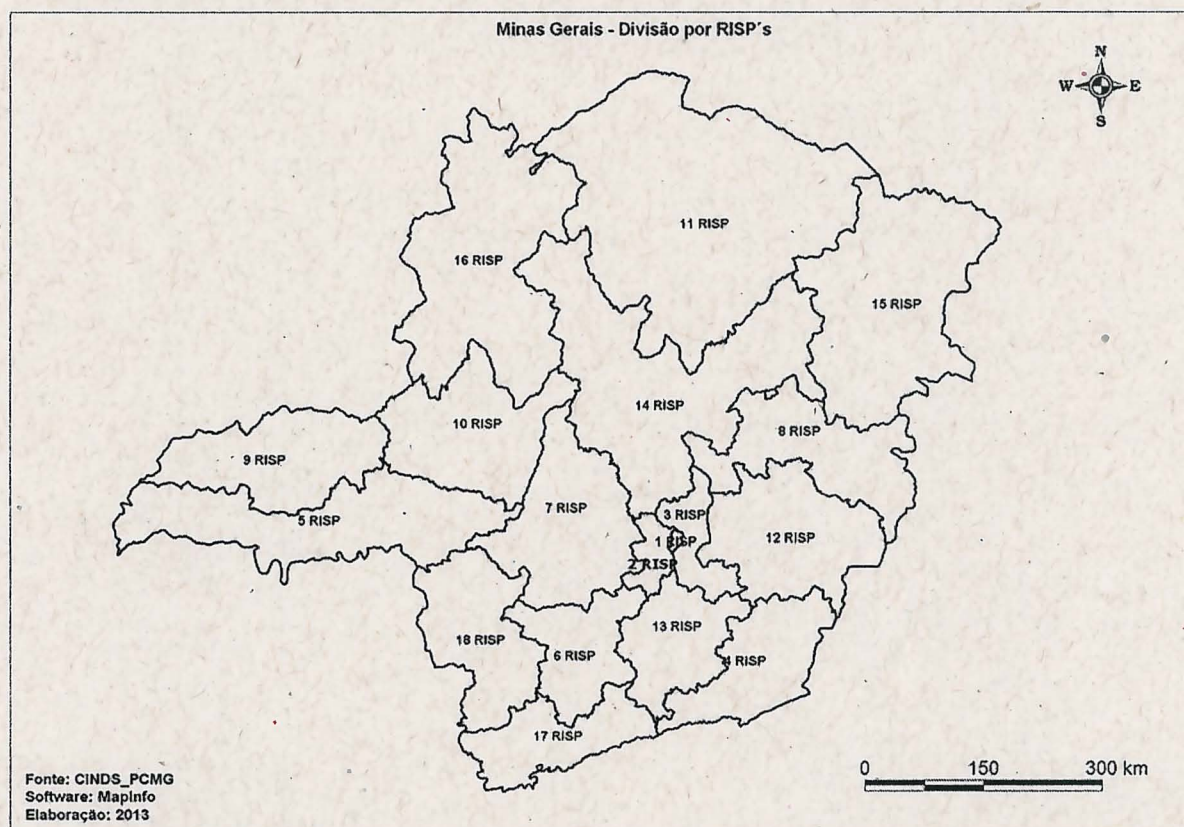 Minas Gerais - Divisão por RISP´s
N
W E
S
11 RISP
16 RISP
15 RISP
14 RISP
10 RISP
8 RISP
9 RISP
7 RISP
3 RISP
5 RISP
1 RISP
12 RISP
2 RISP
13 RISP
18 RISP
6 RISP
4 RISP
17 RISP
Fonte: CINDS_PCMG
Software: MapInfo
Elaboração: 2013
0 150 300 km